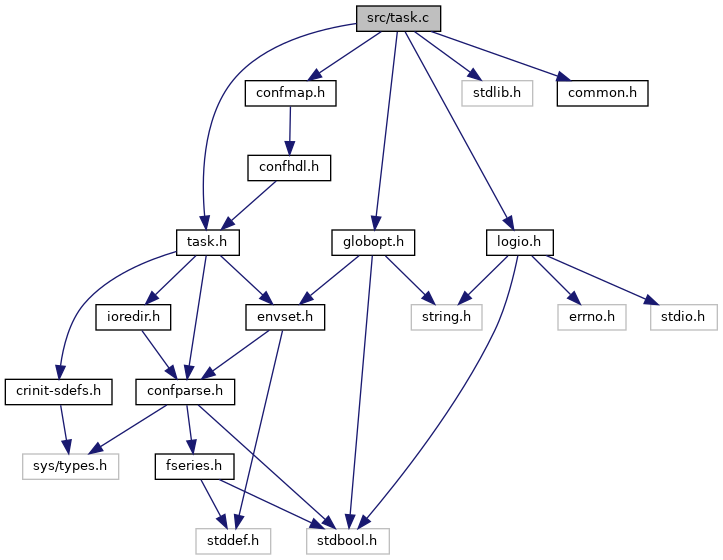 src/task.c
confmap.h
stdlib.h
common.h
confhdl.h
task.h
globopt.h
logio.h
ioredir.h
envset.h
string.h
errno.h
stdio.h
crinit-sdefs.h
confparse.h
sys/types.h
fseries.h
stddef.h
stdbool.h